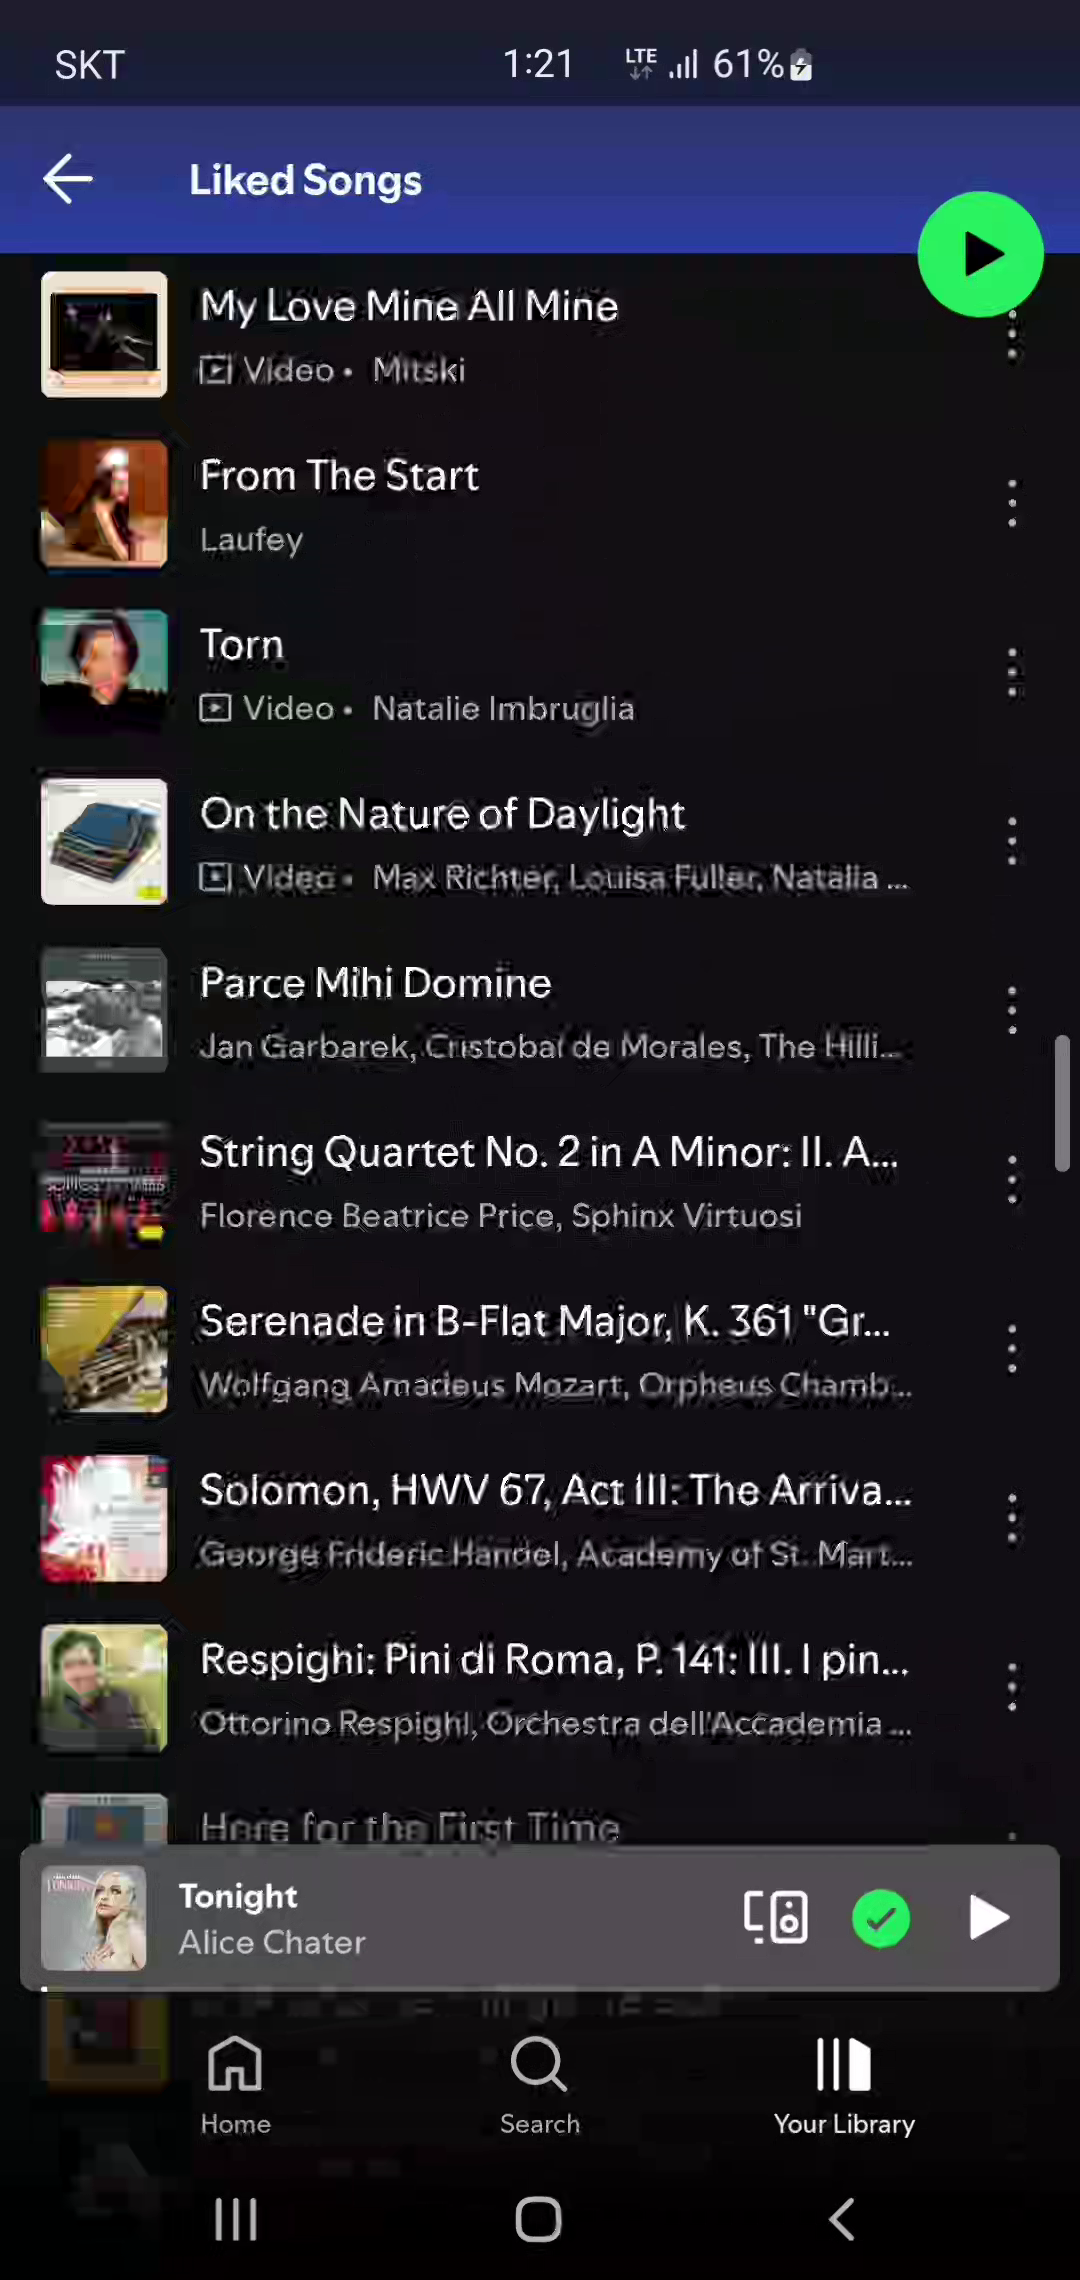 SKT 1:21 LTE 61%
Liked Songs
My Love Mine All Mine
Video • Mitski
From The Start
Laufey
Torn
Video • Natalie Imbruglia
On the Nature of Daylight
Video • Max Richter, Louisa Fuller, Natalia ...
Parce Mihi Domine
Jan Garbarek, Cristobal de Morales, The Hilli...
String Quartet No. 2 in A Minor: II. A...
Florence Beatrice Price, Sphinx Virtuosi
Serenade in B-Flat Major, K. 361 "Gr...
Wolfgang Amadeus Mozart, Orpheus Chamb...
Solomon, HWV 67, Act III: The Arriva...
George Frideric Handel, Academy of St. Mart...
Respighi: Pini di Roma, P. 141: III. I pin...
Ottorino Respighi, Orchestra dell'Accademia ...
Here for the First Time
Tonight
Alice Chater
Home Search Your Library